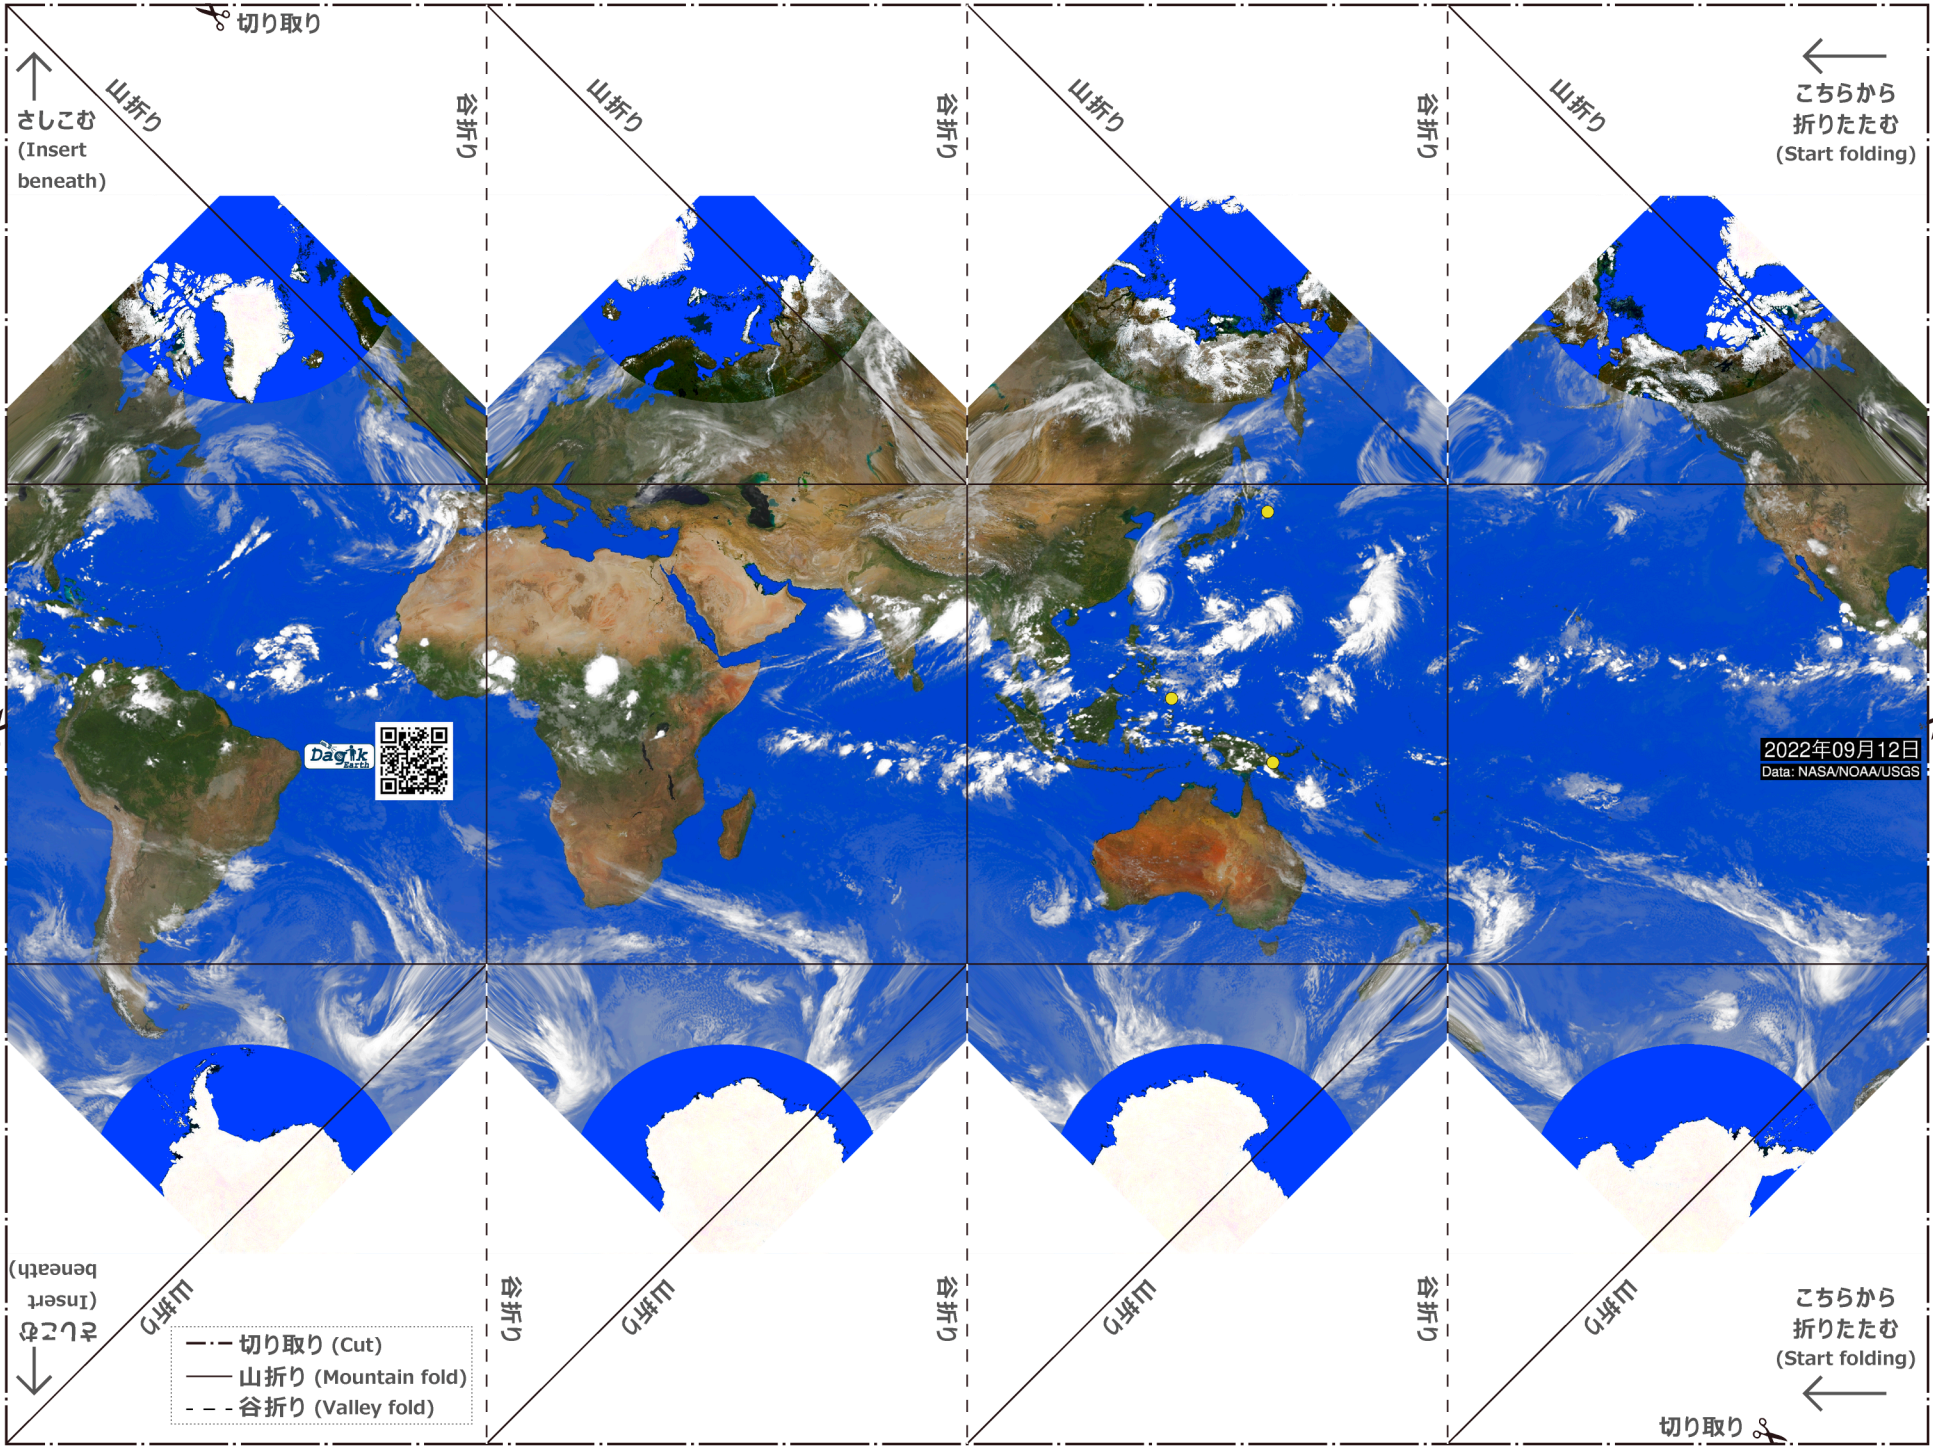 切り取り
さしこむ
(Insert
beneath)
山折り
谷折り
山折り
谷折り
山折り
谷折り
山折り
こちらから
折りたたむ
(Start folding)
Dagik
Earth
2022年09月12日
Data: NASA/NOAA/USGS
さしこむ
(Insert
beneath)
山折り
谷折り
山折り
谷折り
山折り
谷折り
山折り
こちらから
折りたたむ
(Start folding)
切り取り (Cut)
山折り (Mountain fold)
谷折り (Valley fold)
切り取り